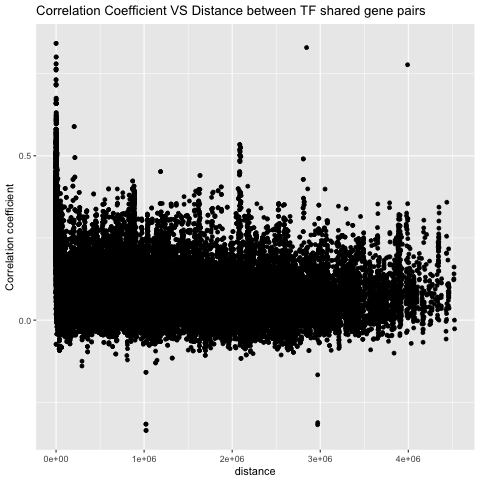 Correlation Coefficient VS Distance between TF shared gene pairs
Correlation coefficient
0.5
0.0
0e+00 1e+06 2e+06 3e+06 4e+06
distance